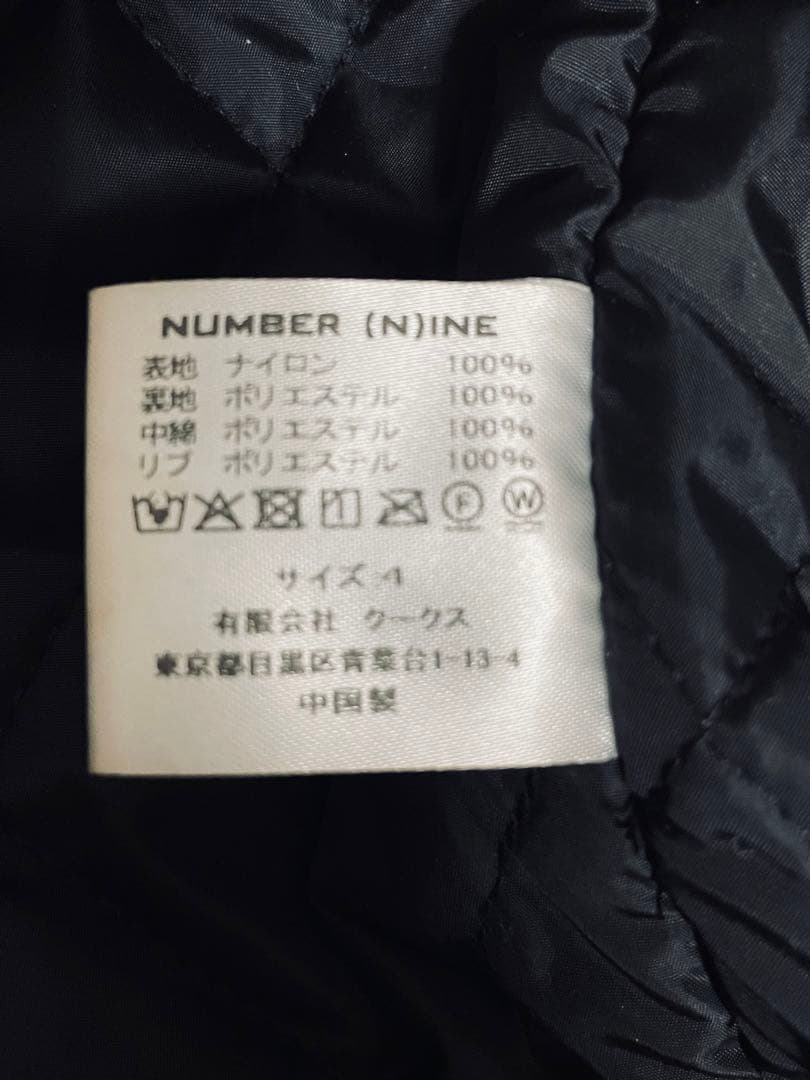 NUMBER (N)INE
表地 ナイロン 100%
裏地 ポリエステル 100%
中綿 ポリエステル 100%
リブ ポリエステル 100%
F W
サイズ 4
有限会社 クークス
東京都目黒区青葉台1-13-4
中国製